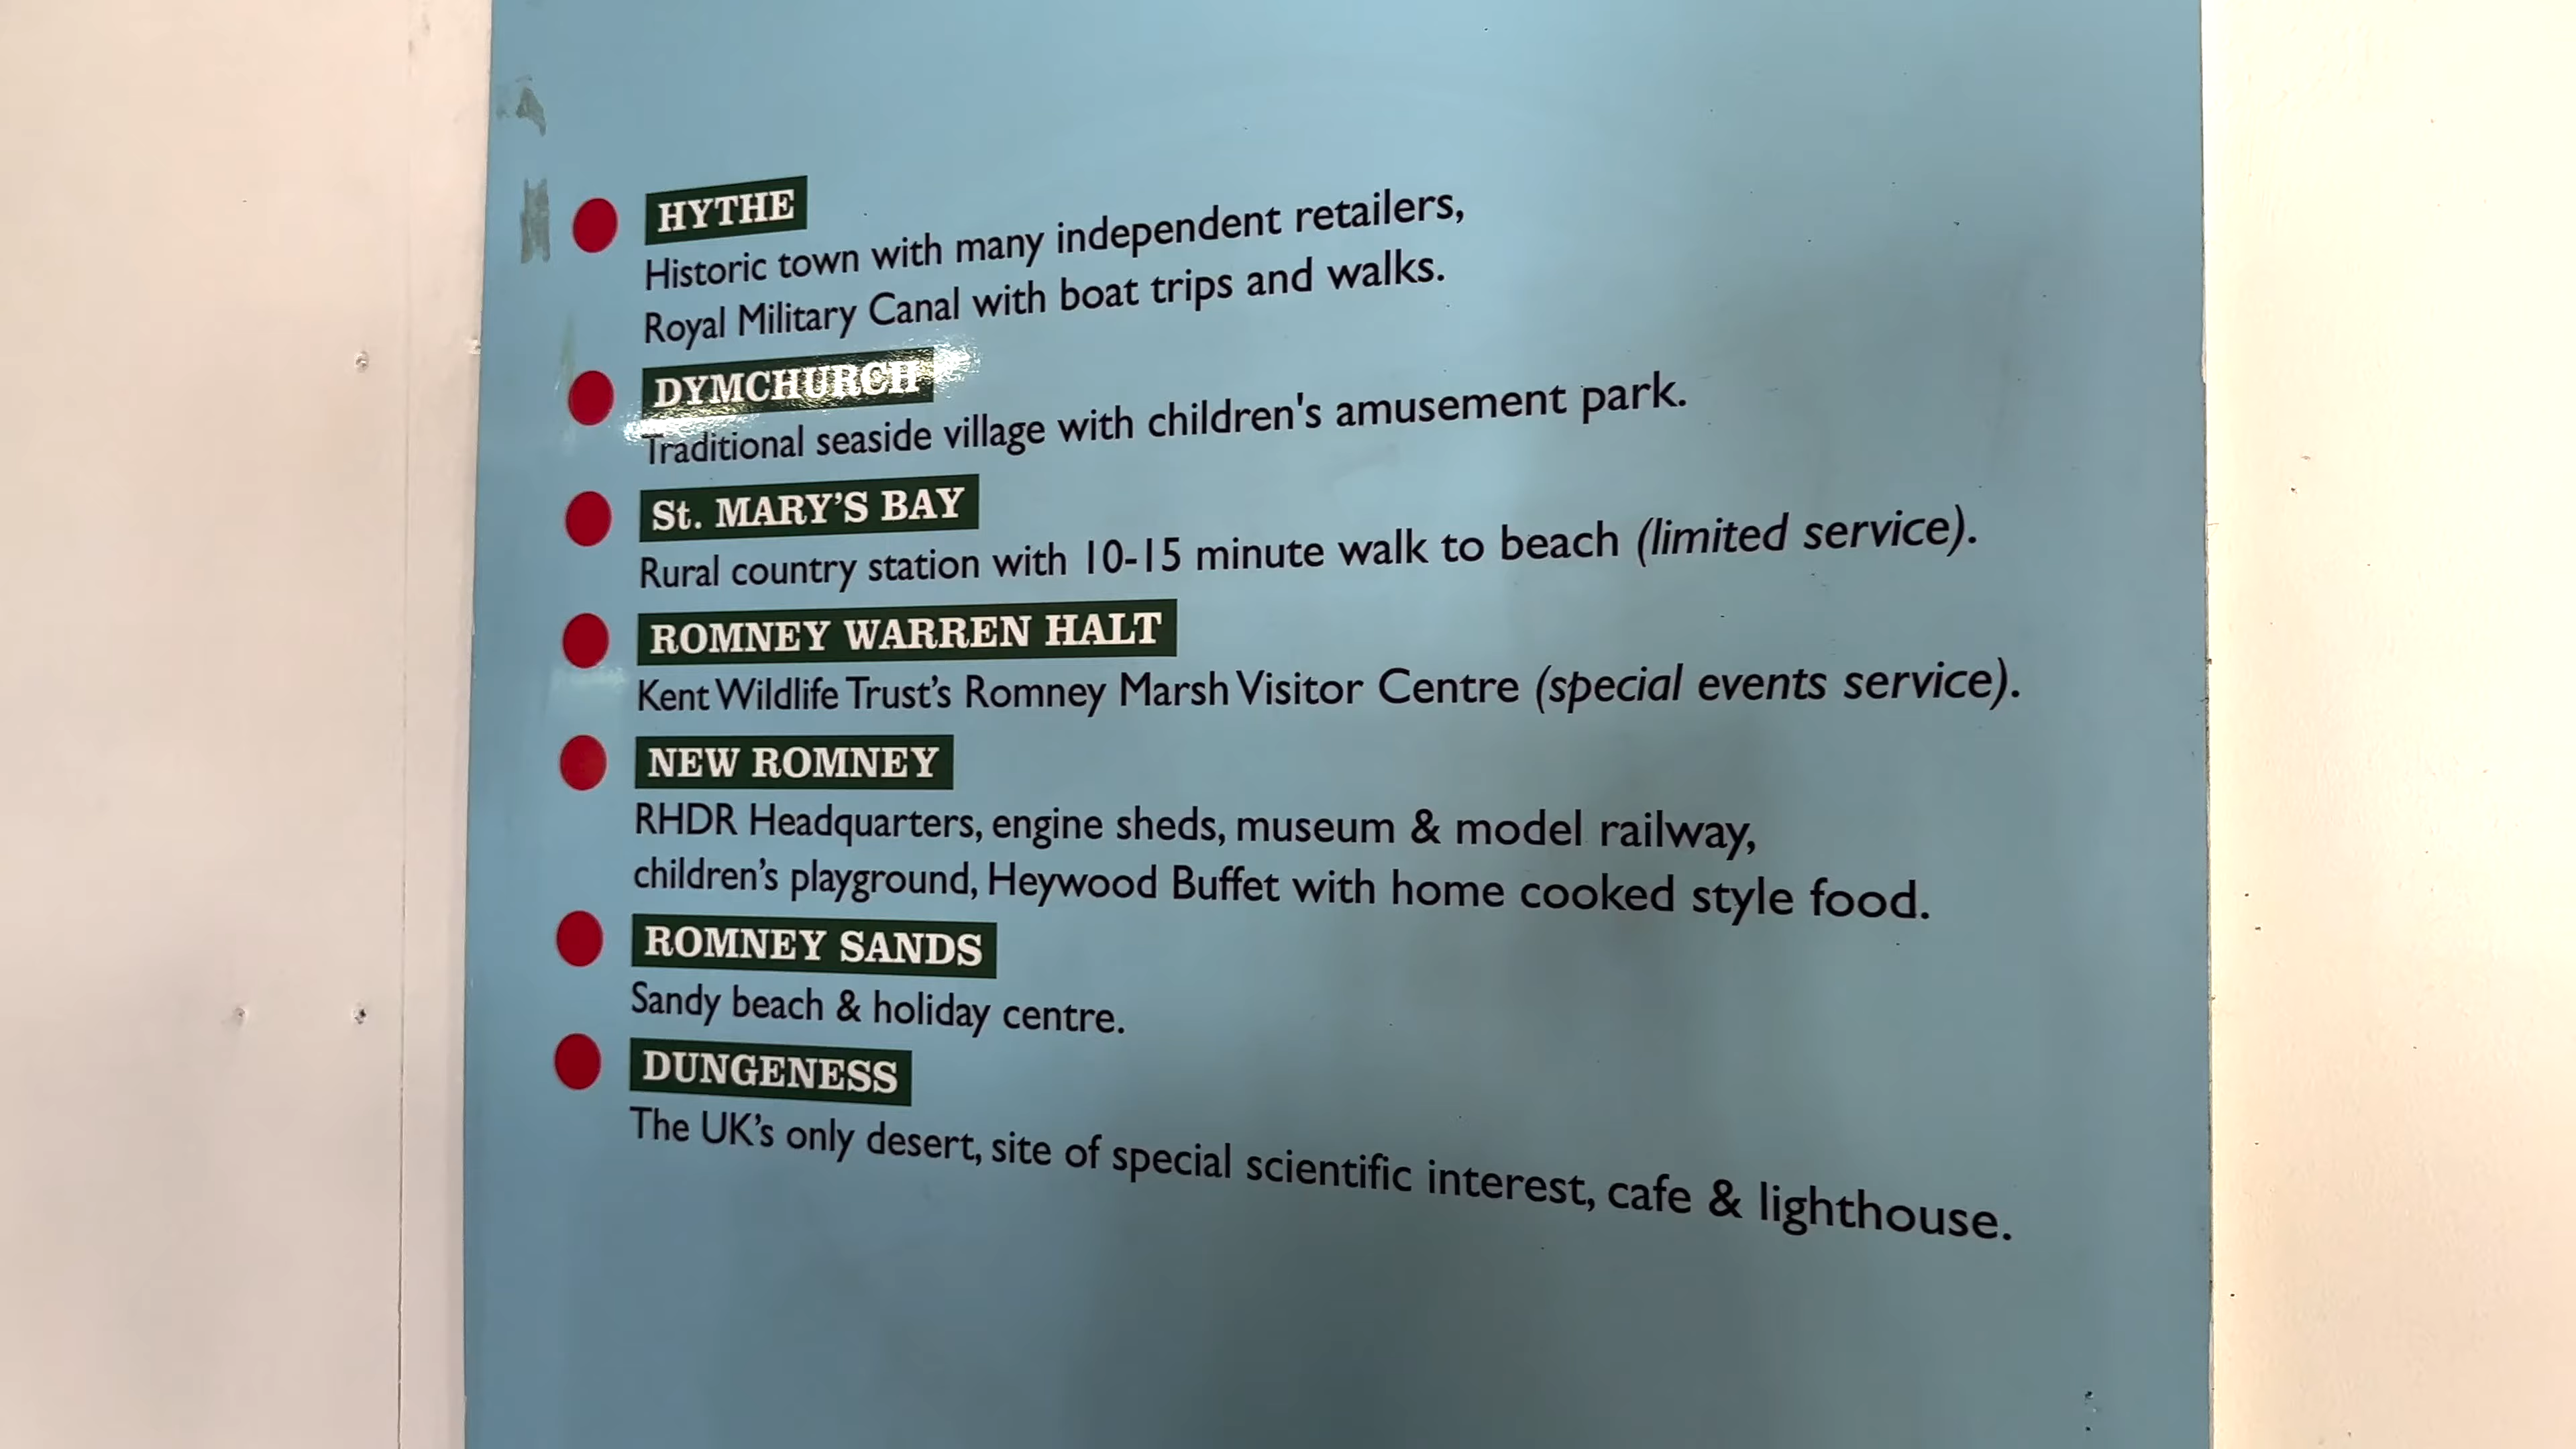 HYTHE
Historic town with many independent retailers,
Royal Military Canal with boat trips and walks.
DYMCHURCH
Traditional seaside village with children's amusement park.
St. MARY’S BAY
Rural country station with 10-15 minute walk to beach (limited service).
ROMNEY WARREN HALT
Kent Wildlife Trust’s Romney Marsh Visitor Centre (special events service).
NEW ROMNEY
RHDR Headquarters, engine sheds, museum & model railway,
children’s playground, Heywood Buffet with home cooked style food.
ROMNEY SANDS
Sandy beach & holiday centre.
DUNGENESS
The UK’s only desert, site of special scientific interest, cafe & lighthouse.